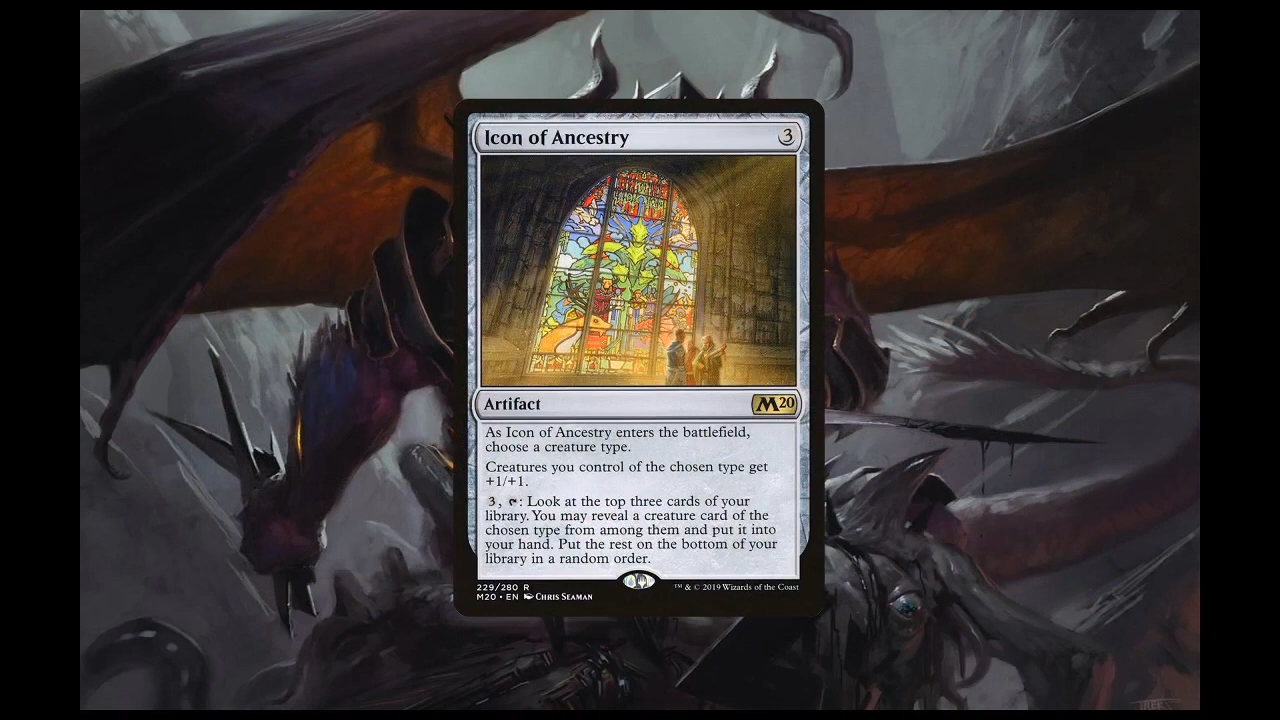 Icon of Ancestry 3
Artifact M20
As Icon of Ancestry enters the battlefield,
choose a creature type.
Creatures you control of the chosen type get
+1/+1.
3, : Look at the top three cards of your
library. You may reveal a creature card of the
chosen type from among them and put it into
your hand. Put the rest on the bottom of your
library in a random order.
229/280 R
M20 • EN Chris Seaman
™ & © 2019 Wizards of the Coast